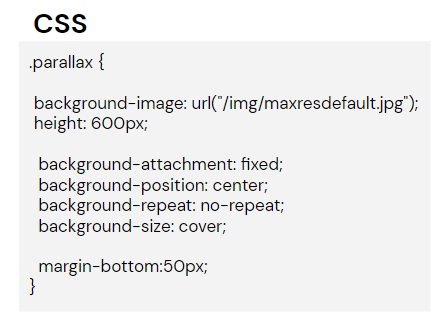 CSS
.parallax {
background-image: url("/img/maxresdefault.jpg");
height: 600px;
background-attachment: fixed;
background-position: center;
background-repeat: no-repeat;
background-size: cover;
margin-bottom:50px;
}